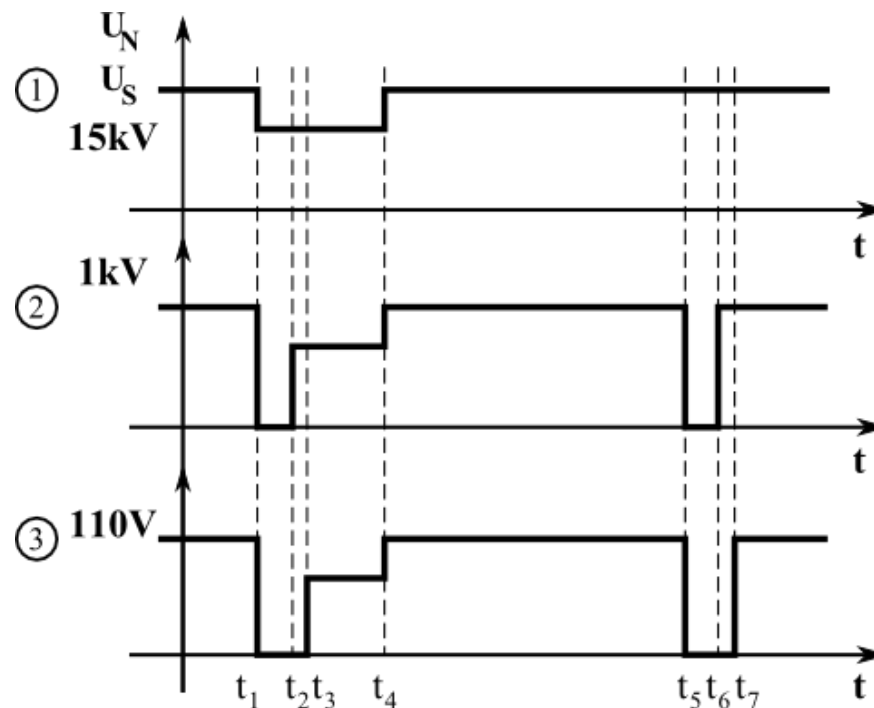 U_N
① U_S
15kV
t
1kV
②
t
③ 110V
t_1 t_2 t_3 t_4 t_5 t_6 t_7 t